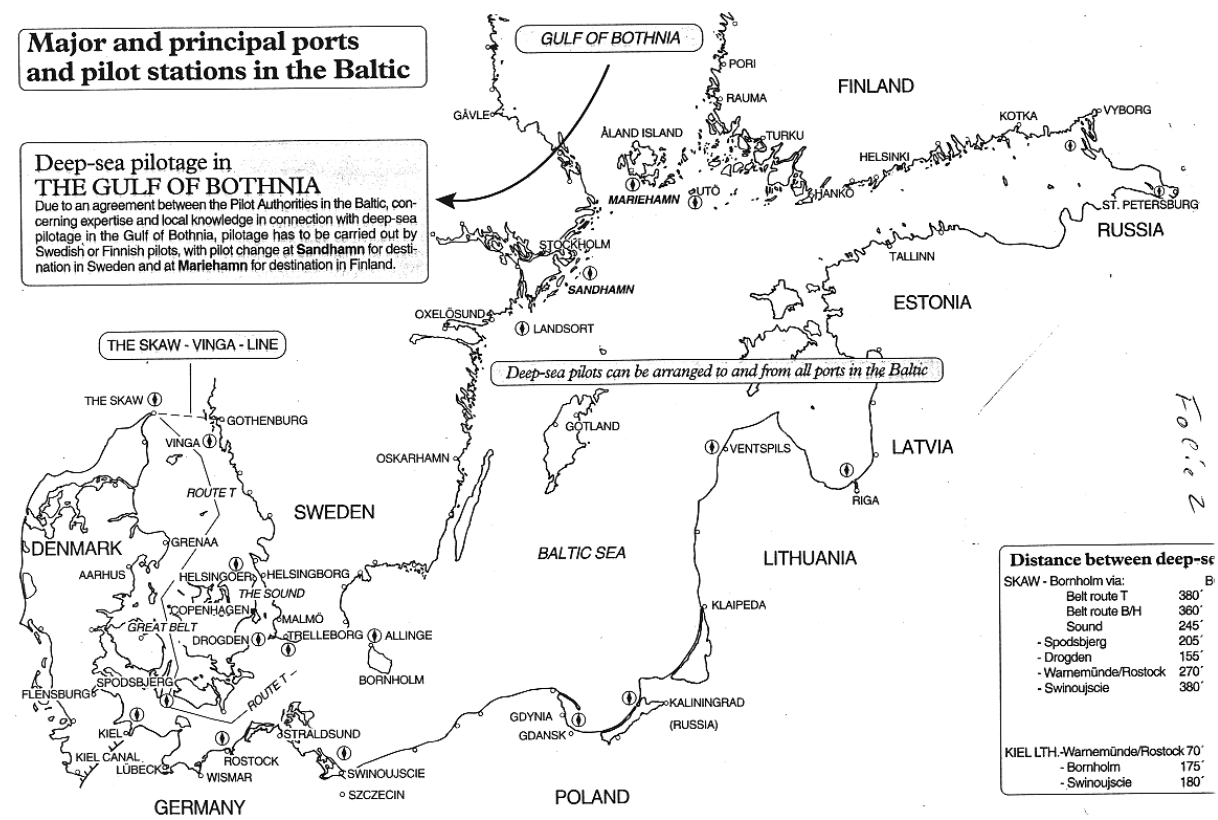 Major and principal ports
and pilot stations in the Baltic
GULF OF BOTHNIA
PORI
RAUMA
FINLAND
GÄVLE
ÅLAND ISLAND
TURKU
KOTKA
VYBORG
HELSINKI
Deep-sea pilotage in
THE GULF OF BOTHNIA
Due to an agreement between the Pilot Authorities in the Baltic, con-
cerning expertise and local knowledge in connection with deep-sea
pilotage in the Gulf of Bothnia, pilotage has to be carried out by
Swedish or Finnish pilots, with pilot change at Sandhamn for desti-
nation in Sweden and at Mariehamn for destination in Finland.
MARIEHAMN
UTÖ
HANKÖ
ST. PETERSBURG
RUSSIA
STOCKHOLM
TALLINN
SANDHAMN
ESTONIA
OXELÖSUND
LANDSORT
THE SKAW - VINGA - LINE
Deep-sea pilots can be arranged to and from all ports in the Baltic
THE SKAW
GOTHENBURG
GOTLAND
VINGA
VENTSPILS
LATVIA
OSKARHAMN
RIGA
Folie 2
ROUTE T
SWEDEN
DENMARK
GRENAA
BALTIC SEA
LITHUANIA
AARHUS
HELSINGOER
HELSINGBORG
THE SOUND
COPENHAGEN
MALMÖ
KLAIPEDA
GREAT BELT
DROGDEN
TRELLEBORG
ALLINGE
SPODSBJERG
BORNHOLM
FLENSBURG
ROUTE T
KALININGRAD
(RUSSIA)
GDYNIA
GDANSK
KIEL
STRALDSUND
KIEL CANAL
LÜBECK
ROSTOCK
WISMAR
SWINOUJSCIE
SZCZECIN
GERMANY
POLAND
Distance between deep-se
SKAW - Bornholm via: B
Belt route T 380´
Belt route B/H 360´
Sound 245´
- Spodsbjerg 205´
- Drogden 155´
- Warnemünde/Rostock 270´
- Swinoujscie 380´
KIEL LTH.-Warnemünde/Rostock 70´
- Bornholm 175´
- Swinoujscie 180´